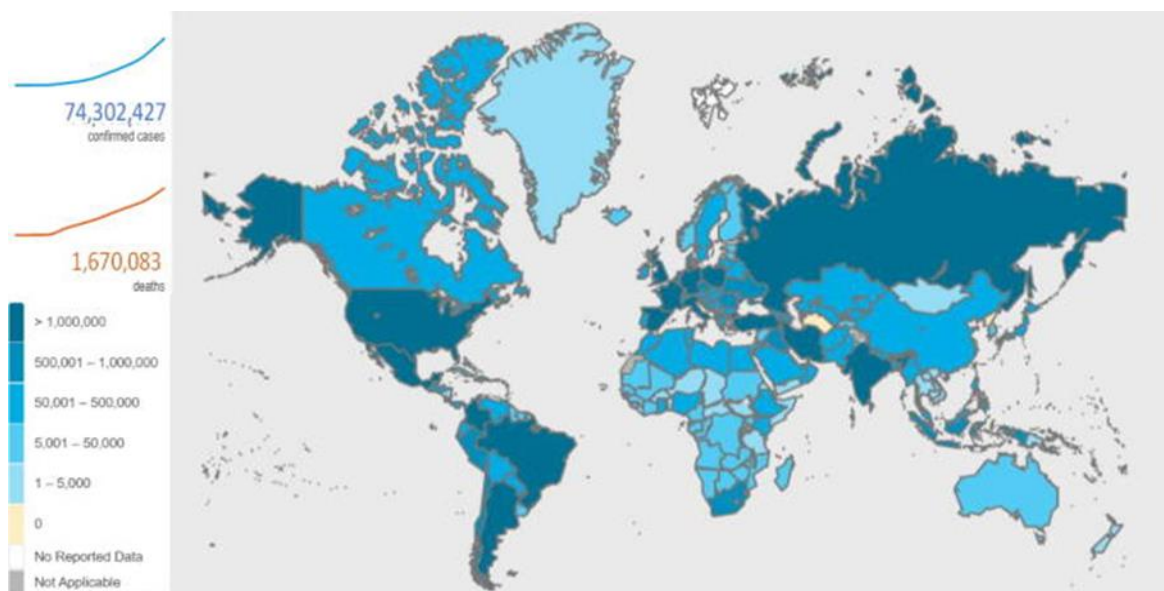 74,302,427
confirmed cases
1,670,083
deaths
> 1,000,000
500,001 – 1,000,000
50,001 – 500,000
5,001 – 50,000
1 – 5,000
0
No Reported Data
Not Applicable